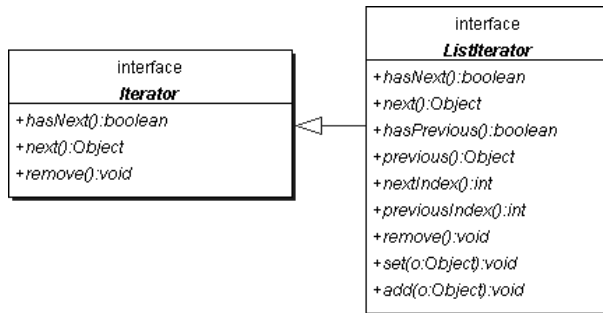 interface
Iterator
+hasNext():boolean
+next():Object
+remove():void
interface
ListIterator
+hasNext():boolean
+next():Object
+hasPrevious():boolean
+previous():Object
+nextIndex():int
+previousIndex():int
+remove():void
+set(o:Object):void
+add(o:Object):void